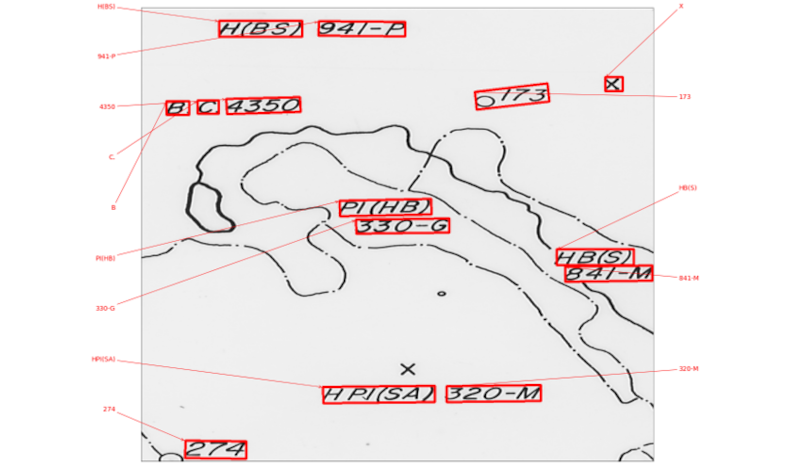 H(BS)
H(BS) 941-P
X
941-P
X
173
173
4350
B C 4350
C.
HB(S)
B
PI(HB)
330-G
PI(HB)
HB(S)
841-M
841-M
330-G
X
HPI(SA)
320-M
HPI(SA) 320-M
274
274